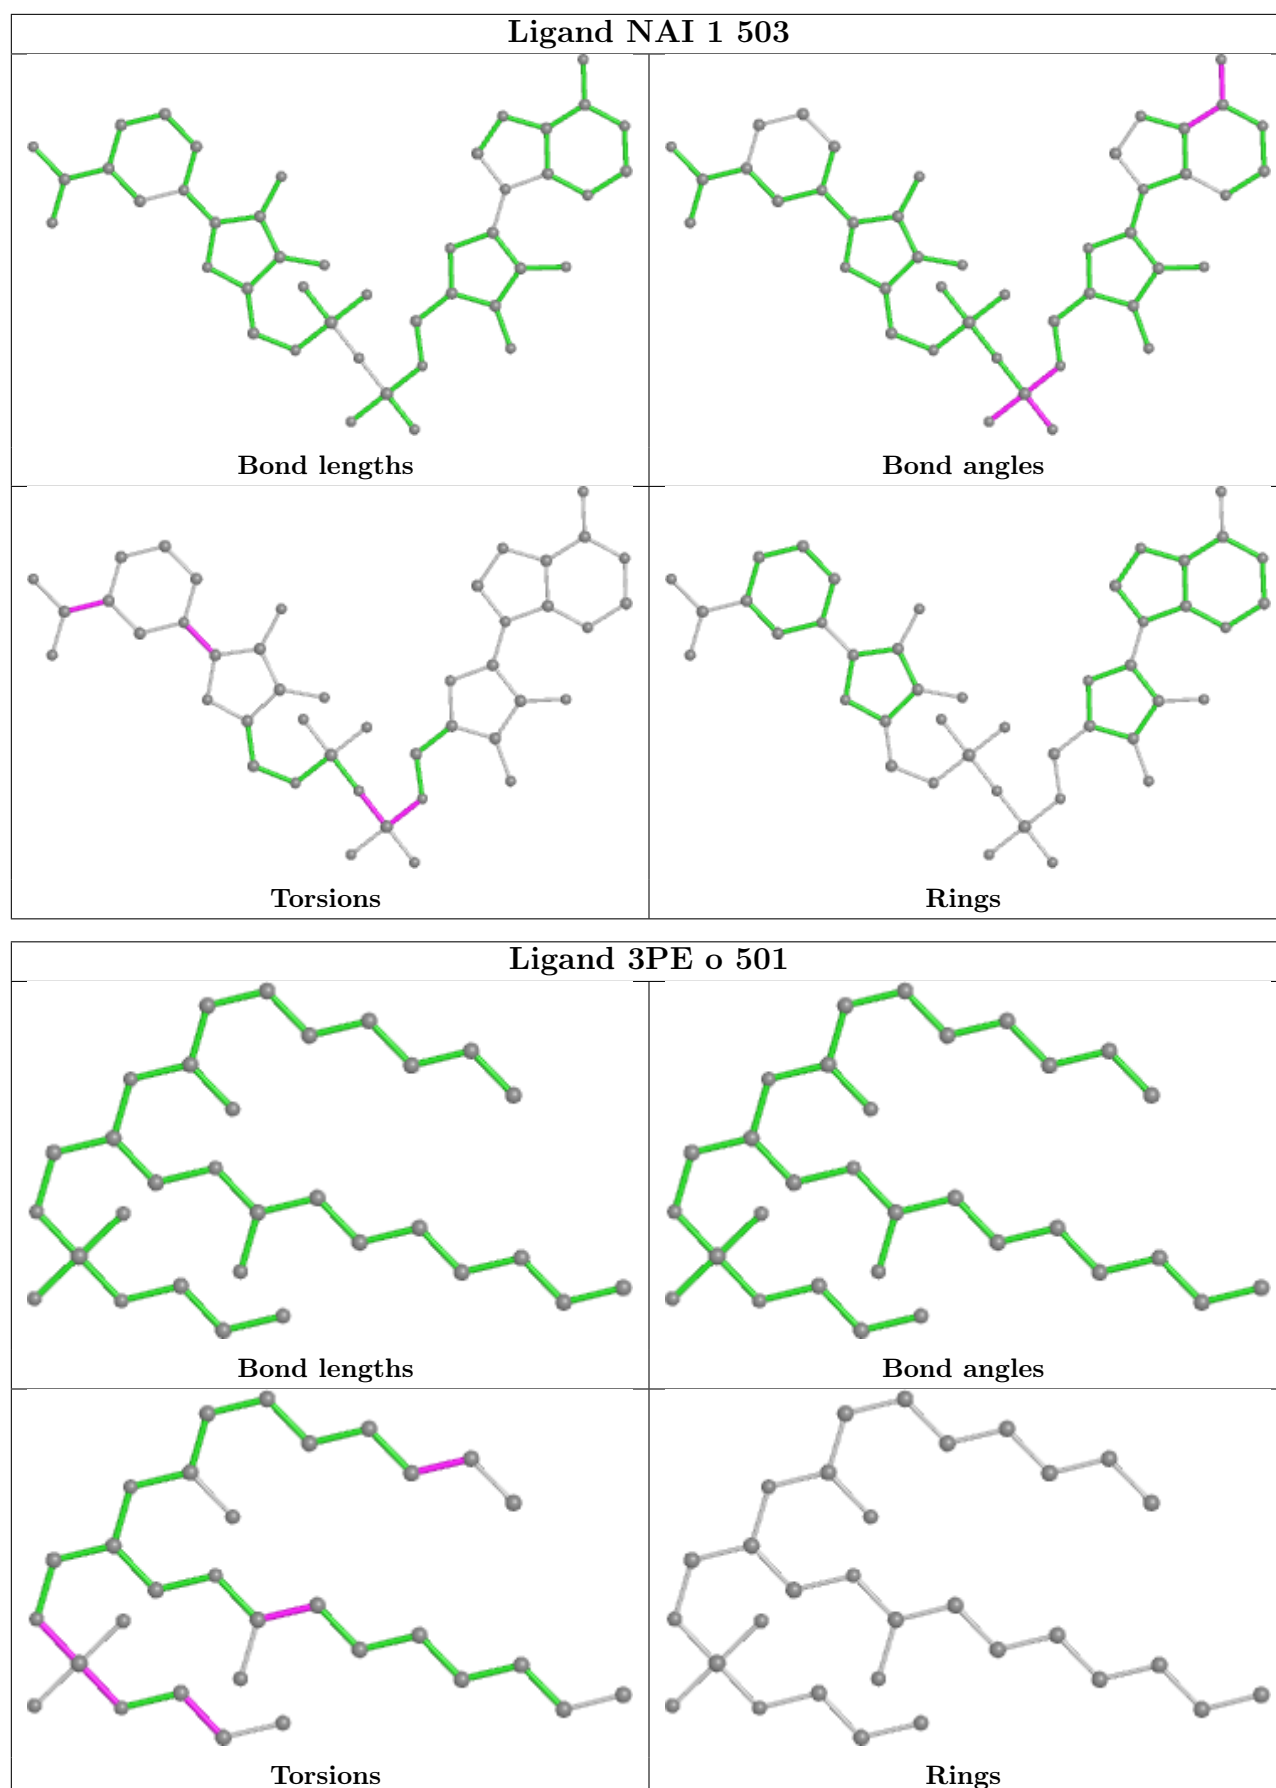 Ligand NAI 1 503
Bond lengths
Bond angles
Torsions
Rings
Ligand 3PE o 501
Bond lengths
Bond angles
Torsions
Rings